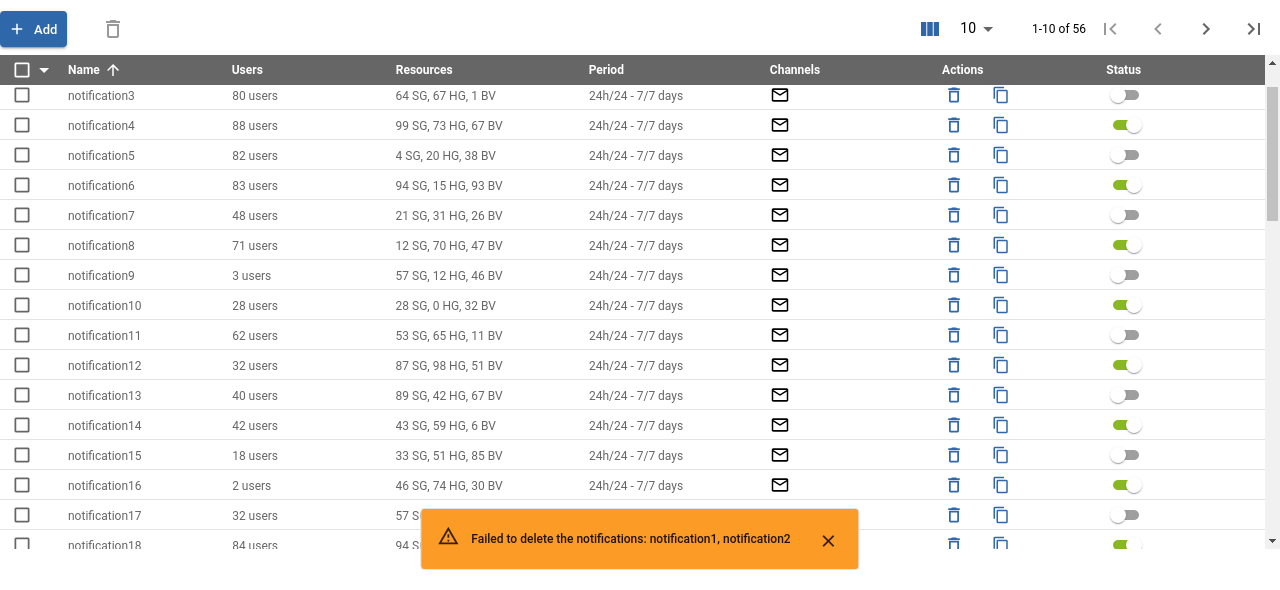 Add
10
1-10 of 56
Name Users Resources Period Channels Actions Status
notification3 80 users 64 SG, 67 HG, 1 BV 24h/24 - 7/7 days
notification4 88 users 99 SG, 73 HG, 67 BV 24h/24 - 7/7 days
notification5 82 users 4 SG, 20 HG, 38 BV 24h/24 - 7/7 days
notification6 83 users 94 SG, 15 HG, 93 BV 24h/24 - 7/7 days
notification7 48 users 21 SG, 31 HG, 26 BV 24h/24 - 7/7 days
notification8 71 users 12 SG, 70 HG, 47 BV 24h/24 - 7/7 days
notification9 3 users 57 SG, 12 HG, 46 BV 24h/24 - 7/7 days
notification10 28 users 28 SG, 0 HG, 32 BV 24h/24 - 7/7 days
notification11 62 users 53 SG, 65 HG, 11 BV 24h/24 - 7/7 days
notification12 32 users 87 SG, 98 HG, 51 BV 24h/24 - 7/7 days
notification13 40 users 89 SG, 42 HG, 67 BV 24h/24 - 7/7 days
notification14 42 users 43 SG, 59 HG, 6 BV 24h/24 - 7/7 days
notification15 18 users 33 SG, 51 HG, 85 BV 24h/24 - 7/7 days
notification16 2 users 46 SG, 74 HG, 30 BV 24h/24 - 7/7 days
notification17 32 users 57
notification18 84 users 94
Failed to delete the notifications: notification1, notification2